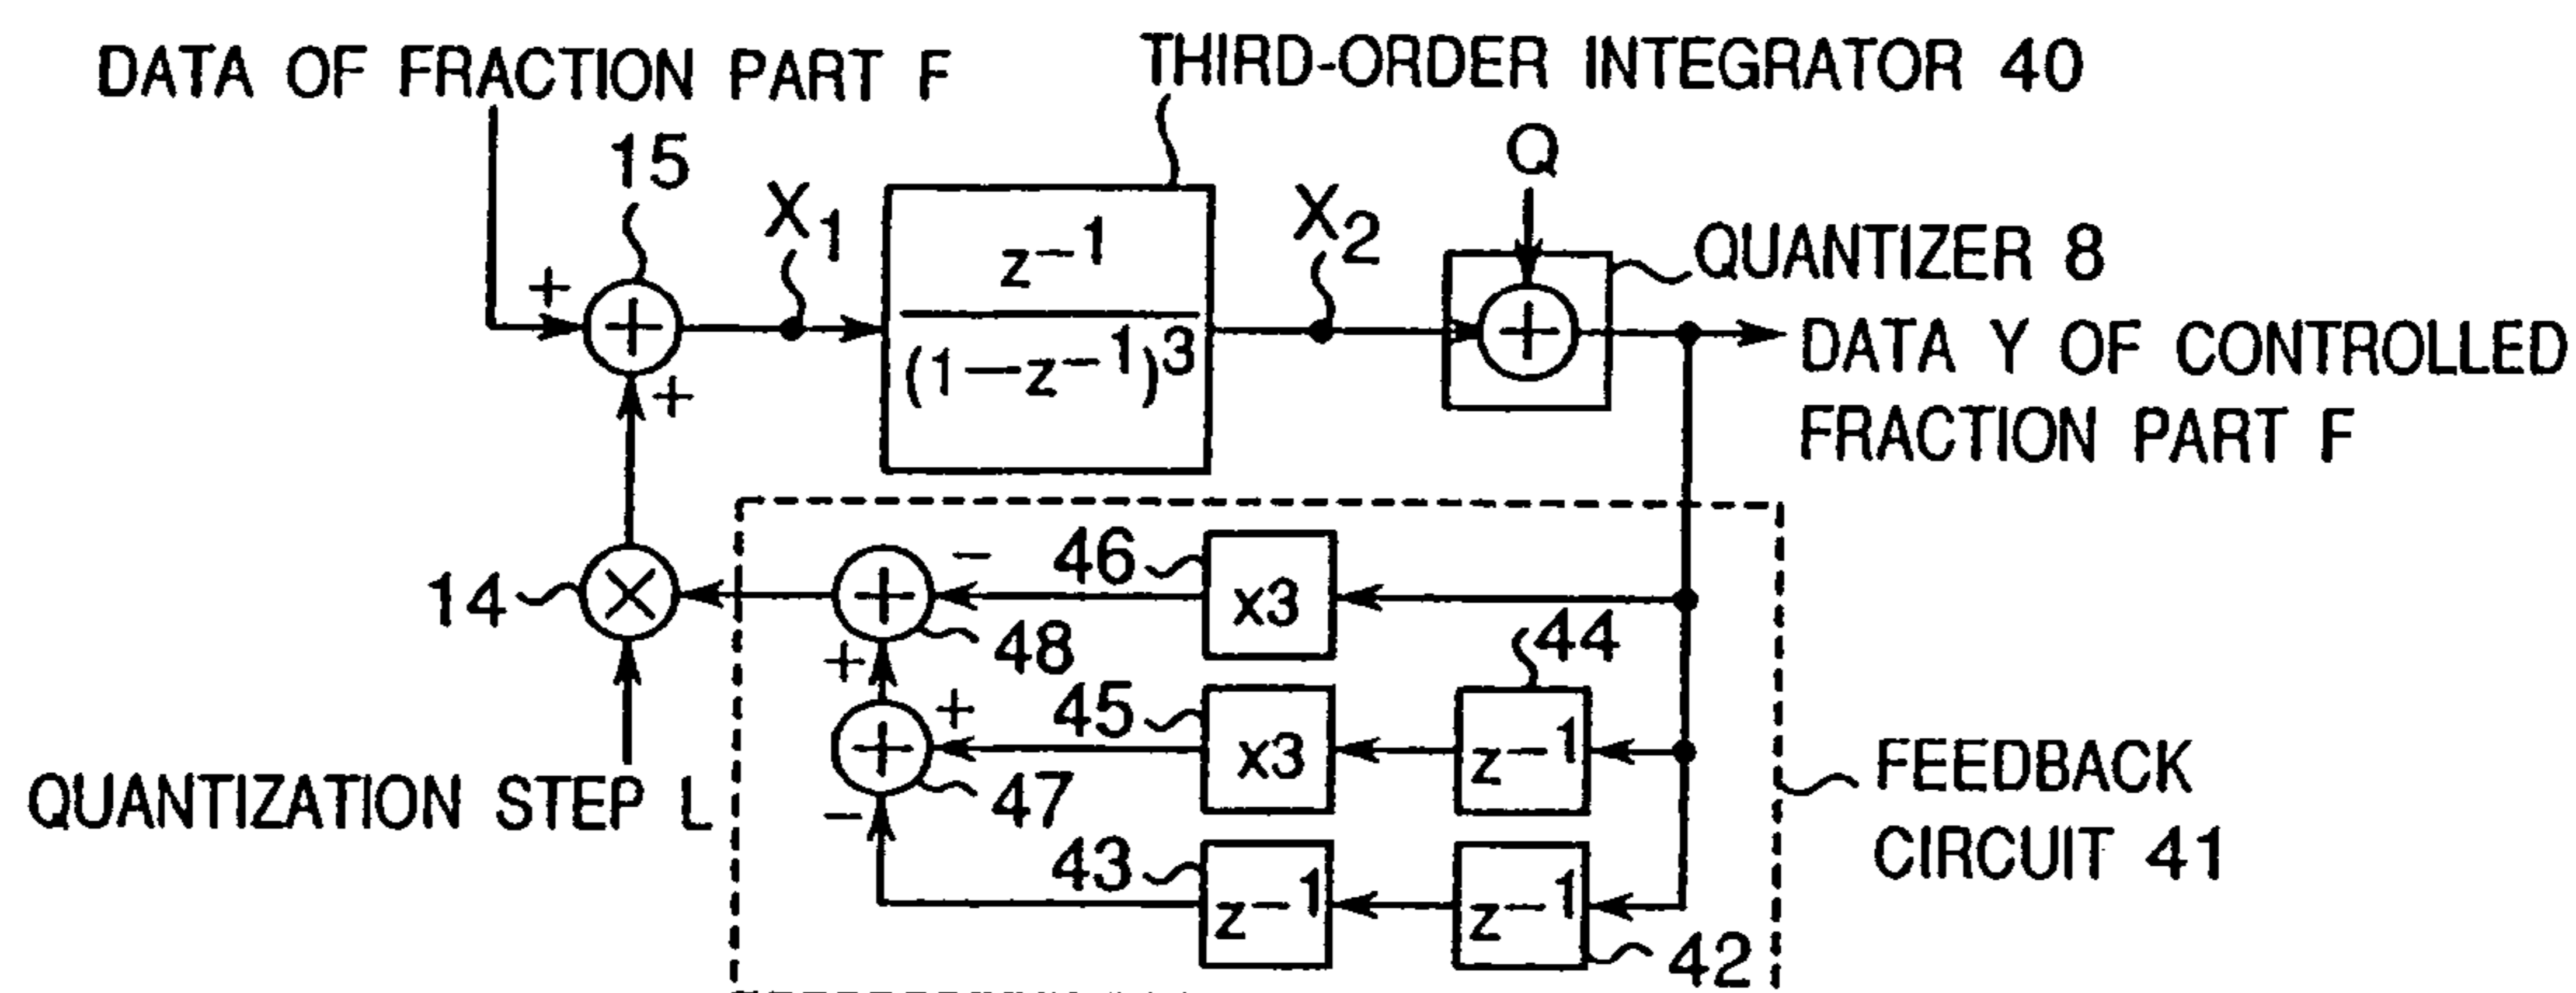 DATA OF FRACTION PART F
THIRD-ORDER INTEGRATOR 40
15
X1
z−1
(1−z−1)3
X2
Q
QUANTIZER 8
DATA Y OF CONTROLLED
FRACTION PART F
+
+
+
+
14
×
QUANTIZATION STEP L
+
48
−
46
x3
44
+
+
47
+
45
x3
z−1
−
43
z−1
z−1
42
FEEDBACK
CIRCUIT 41